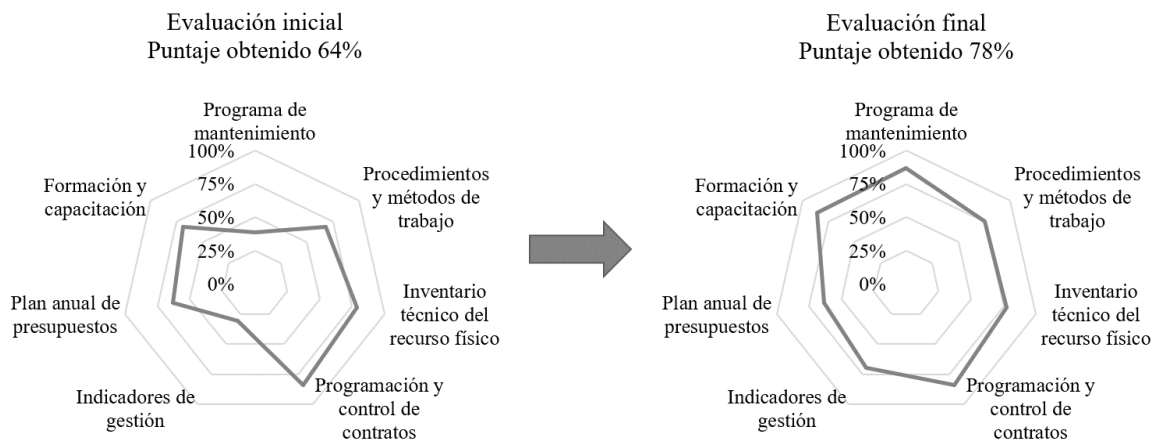 Evaluación inicial
Puntaje obtenido 64%
Programa de
mantenimiento
100%
75%
50%
25%
0%
Procedimientos
y métodos de
trabajo
Inventario
técnico del
recurso físico
Programación y
control de
contratos
Indicadores de
gestión
Plan anual de
presupuestos
Formación y
capacitación
Evaluación final
Puntaje obtenido 78%
Programa de
mantenimiento
100%
75%
50%
25%
0%
Procedimientos
y métodos de
trabajo
Inventario
técnico del
recurso físico
Programación y
control de
contratos
Indicadores de
gestión
Plan anual de
presupuestos
Formación y
capacitación